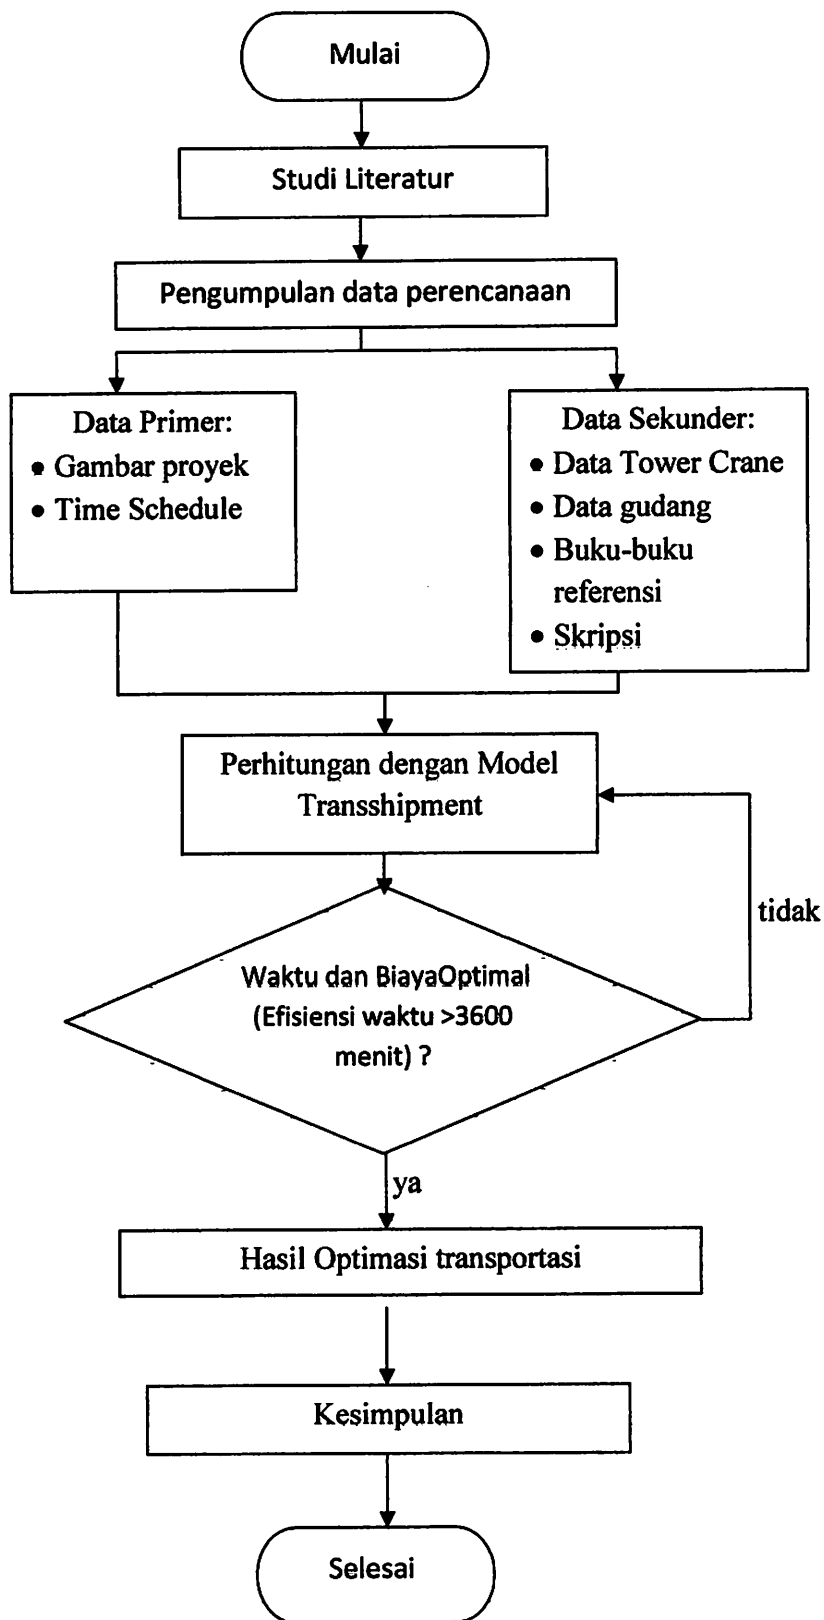 Mulai
Studi Literatur
Pengumpulan data perencanaan
Data Primer:
• Gambar proyek
• Time Schedule
Data Sekunder:
• Data Tower Crane
• Data gudang
• Buku-buku
referensi
• Skripsi
Perhitungan dengan Model
Transshipment
tidak
Waktu dan BiayaOptimal
(Efisiensi waktu >3600
menit) ?
ya
Hasil Optimasi transportasi
Kesimpulan
Selesai